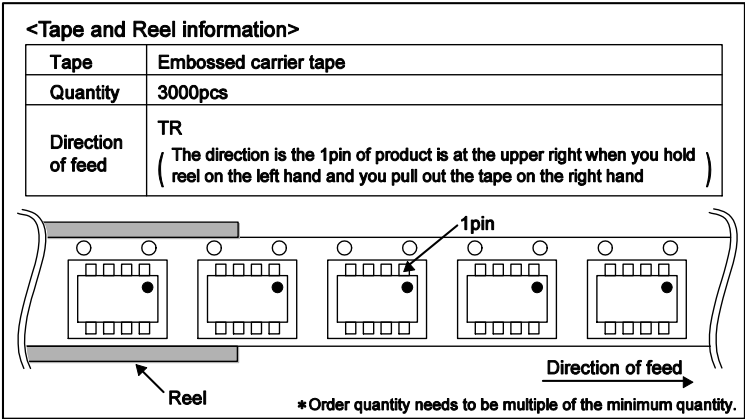 <Tape and Reel information>
Tape Embossed carrier tape
Quantity 3000pcs
Direction of feed TR
( The direction is the 1pin of product is at the upper right when you hold
reel on the left hand and you pull out the tape on the right hand )
1pin
Direction of feed
Reel
*Order quantity needs to be multiple of the minimum quantity.